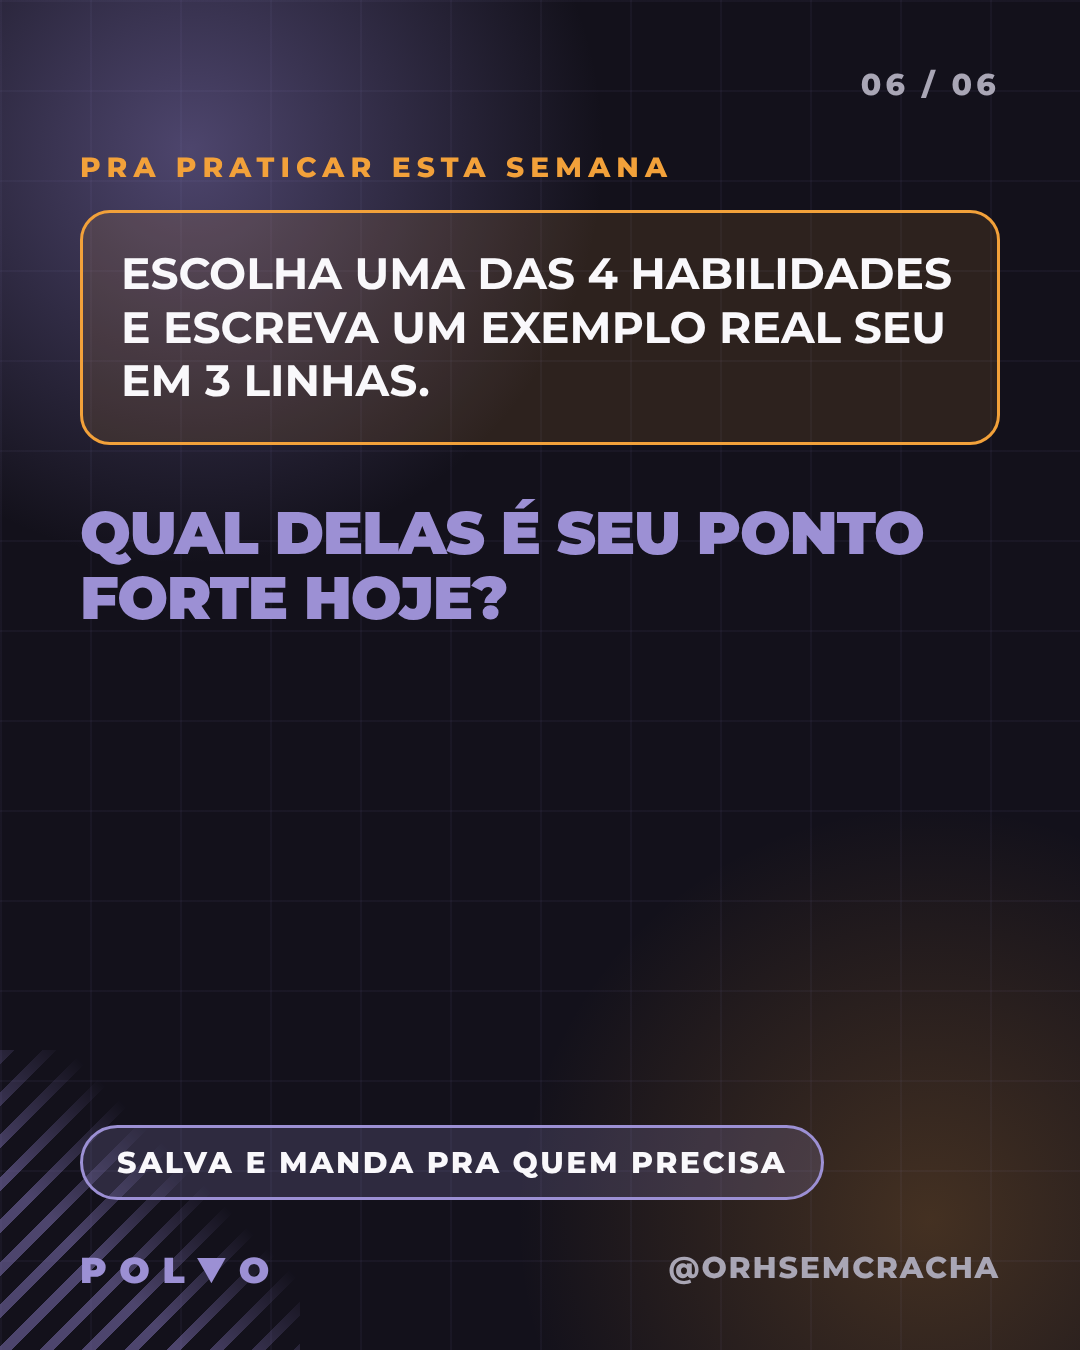 06 / 06
PRA PRATICAR ESTA SEMANA
ESCOLHA UMA DAS 4 HABILIDADES
E ESCREVA UM EXEMPLO REAL SEU
EM 3 LINHAS.
QUAL DELAS É SEU PONTO
FORTE HOJE?
SALVA E MANDA PRA QUEM PRECISA
POL▼O
@ORHSEMCRACHA